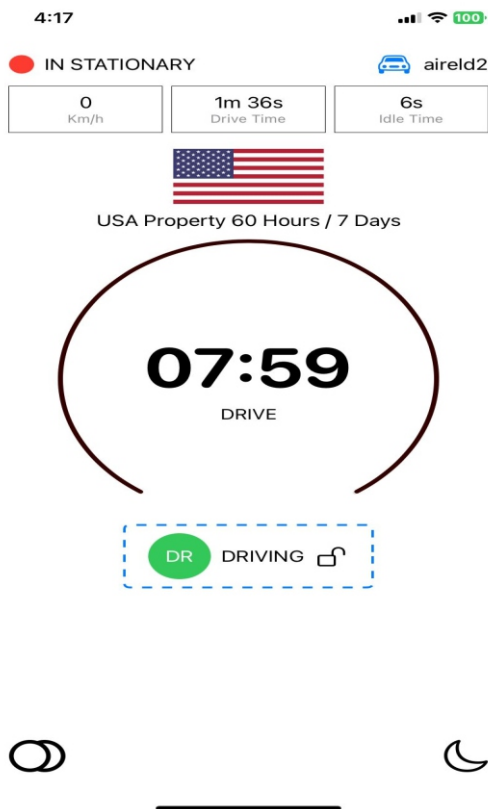 4:17
100
IN STATIONARY
aireld2
0
Km/h
1m 36s
Drive Time
6s
Idle Time
USA Property 60 Hours / 7 Days
07:59
DRIVE
DR
DRIVING